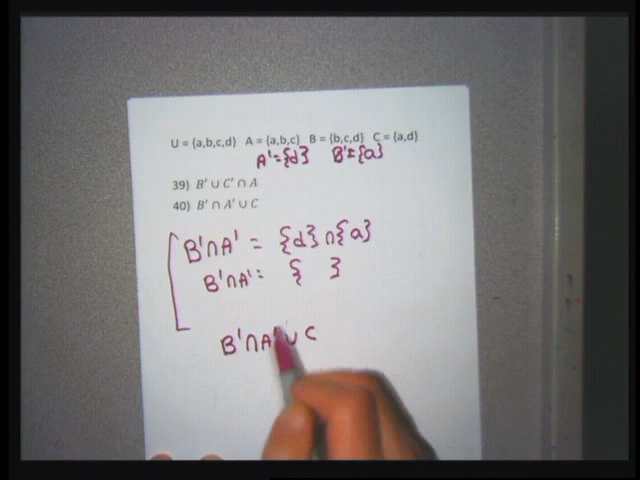 U = {a,b,c,d} A = {a,b,c} B = {b,c,d} C = {a,d}
A' = {d} B' = {a}
39) B′ ∪ C′ ∩ A
40) B′ ∩ A′ ∪ C
B'∩A' = {d} ∩ {a}
B'∩A' = { }
B'∩A' ∪ C